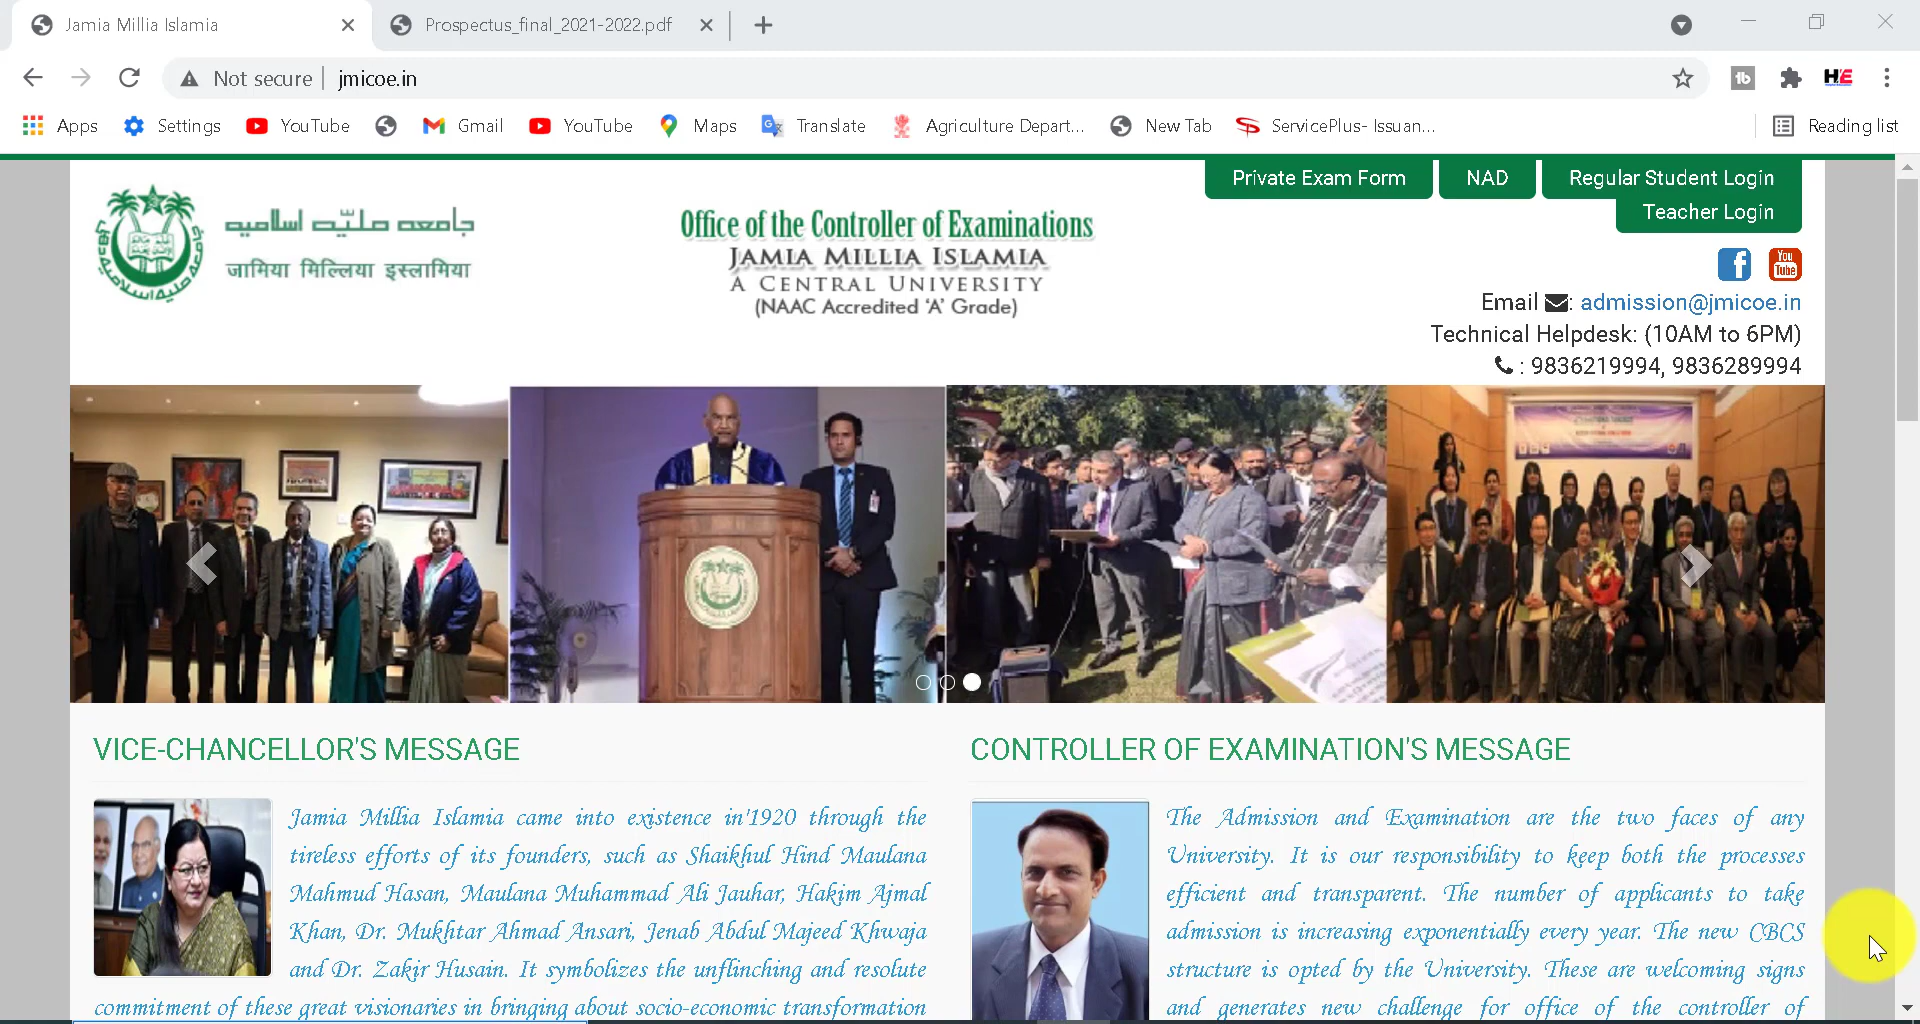 Jamia Millia Islamia
Prospectus_final_2021-2022.pdf
Not secure
jmicoe.in
Apps
Settings
YouTube
Gmail
YouTube
Maps
Translate
Agriculture Depart...
New Tab
ServicePlus- Issuan...
Reading list
Private Exam Form
NAD
Regular Student Login
Teacher Login
جامعہ ملیہ اسلامیہ
जामिया मिल्लिया इस्लामिया
Office of the Controller of Examinations
JAMIA MILLIA ISLAMIA
A CENTRAL UNIVERSITY
(NAAC Accredited 'A' Grade)
You
Tube
Email : admission@jmicoe.in
Technical Helpdesk: (10AM to 6PM)
: 9836219994, 9836289994
VICE-CHANCELLOR'S MESSAGE
Jamia Millia Islamia came into existence in'1920 through the
tireless efforts of its founders, such as Shaikhul Hind Maulana
Mahmud Hasan, Maulana Muhammad Ali Jauhar, Hakim Ajmal
Khan, Dr. Mukhtar Ahmad Ansari, Jenab Abdul Majeed Khwaja
and Dr. Zakir Husain. It symbolizes the unflinching and resolute
commitment of these great visionaries in bringing about socio-economic transformation
CONTROLLER OF EXAMINATION'S MESSAGE
The Admission and Examination are the two faces of any
University. It is our responsibility to keep both the processes
efficient and transparent. The number of applicants to take
admission is increasing exponentially every year. The new CBCS
structure is opted by the University. These are welcoming signs
and generates new challenge for office of the controller of